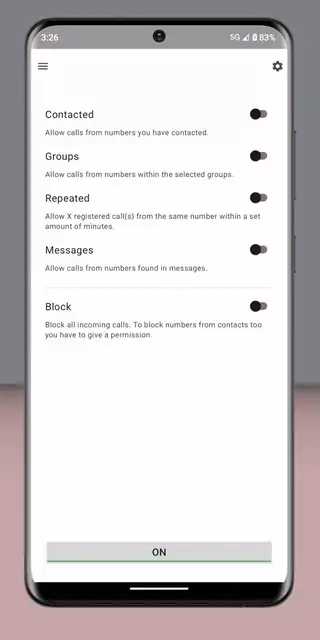 3:26 5G 83%
Contacted
Allow calls from numbers you have contacted.
Groups
Allow calls from numbers within the selected groups.
Repeated
Allow X registered call(s) from the same number within a set
amount of minutes.
Messages
Allow calls from numbers found in messages.
Block
Block all incoming calls. To block numbers from contacts too
you have to give a permission.
ON